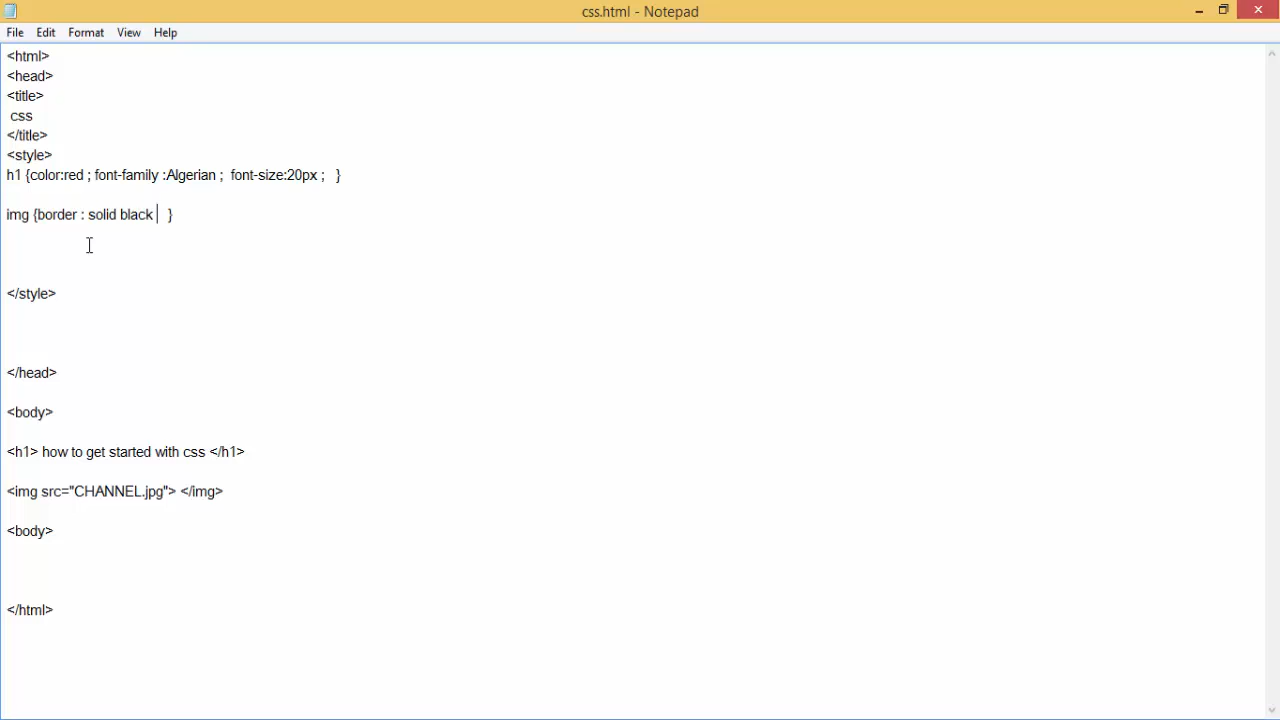 css.html - Notepad
File Edit Format View Help
<html>
<head>
<title>
css
</title>
<style>
h1 {color:red ; font-family :Algerian ;  font-size:20px ;   }
img {border : solid black   }
</style>
</head>
<body>
<h1> how to get started with css </h1>
<img src="CHANNEL.jpg"> </img>
<body>
</html>